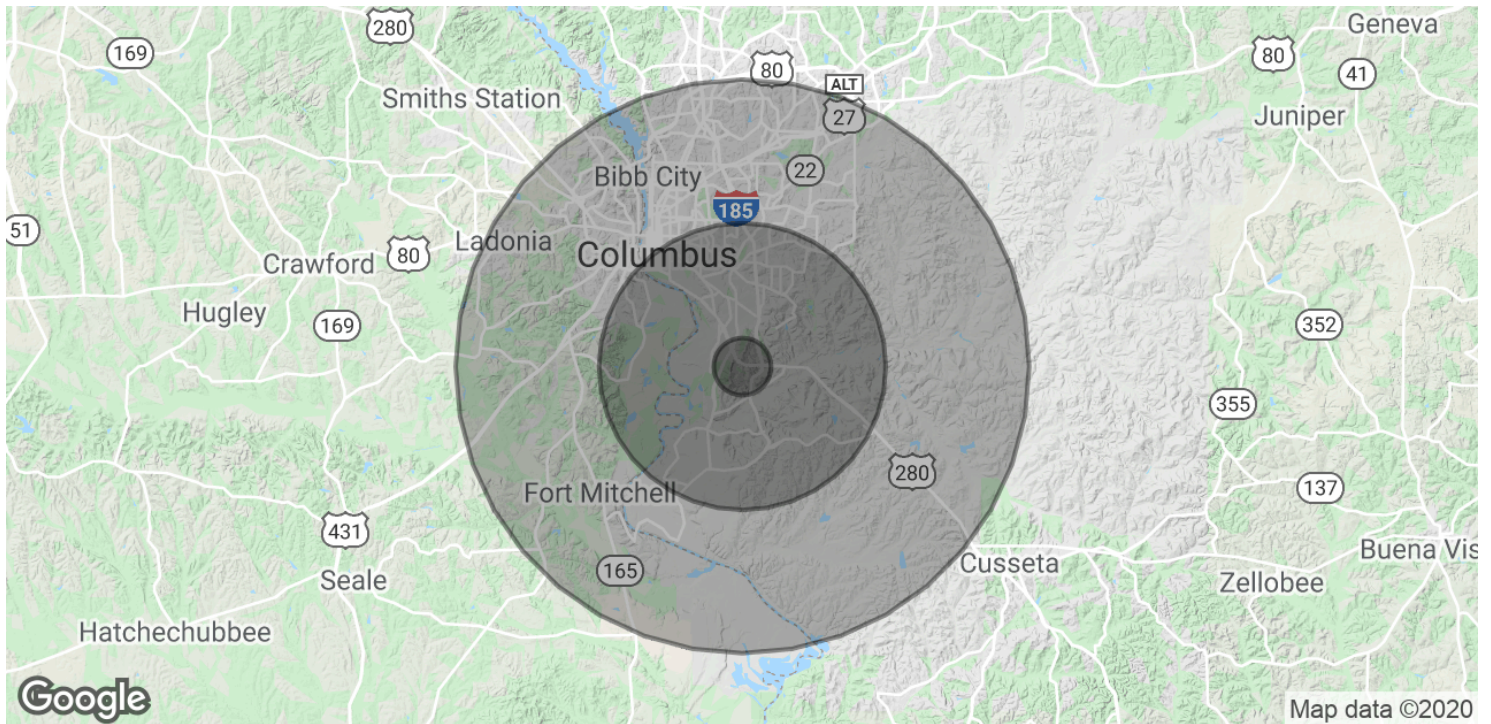 Geneva
280
169
80
80
41
ALT
27
Smiths Station
Juniper
22
Bibb City
185
51
Ladonia
80
Columbus
Crawford
Hugley
169
352
355
280
Fort Mitchell
137
431
165
Seale
Cusseta
Buena Vis
Zellobee
Hatchechubbee
Google
Map data ©2020